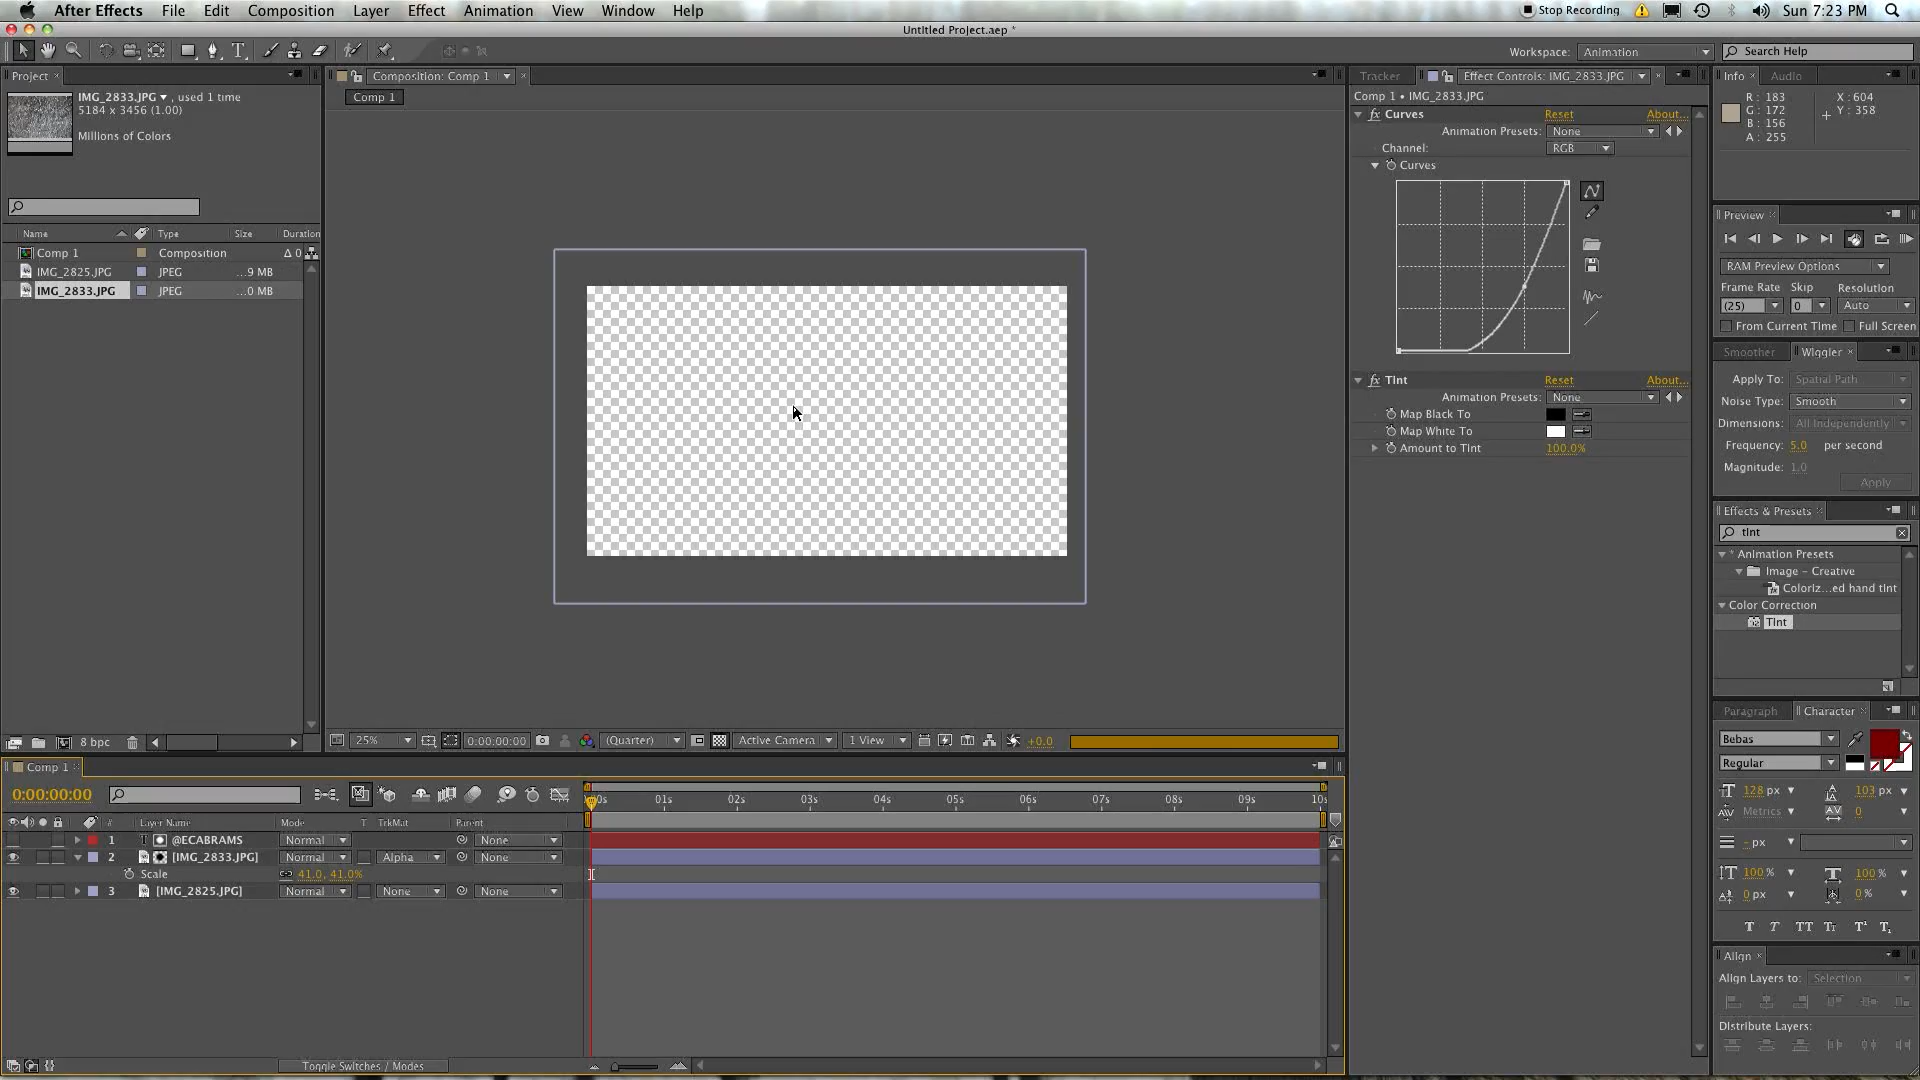 After Effects File Edit Composition Layer Effect Animation View Window Help Stop Recording Sun 7:23 PM
Untitled Project.aep *
Workspace: Animation Search Help
Project
IMG_2833.JPG , used 1 time
5184 x 3456 (1.00)
Millions of Colors
Name Type Size Duration
Comp 1 Composition Δ 0
IMG_2825.JPG JPEG ...9 MB
IMG_2833.JPG JPEG ...0 MB
8 bpc
Composition: Comp 1
Comp 1
25% 0:00:00:00 (Quarter) Active Camera 1 View +0.0
Tracker Effect Controls: IMG_2833.JPG
Comp 1 • IMG_2833.JPG
fx Curves Reset About...
Animation Presets: None
Channel: RGB
Curves
fx Tint Reset About...
Animation Presets: None
Map Black To
Map White To
Amount to Tint 100.0%
Info Audio
R : 183 X : 604
G : 172 Y : 358
B : 156
A : 255
Preview
RAM Preview Options
Frame Rate Skip Resolution
(25) 0 Auto
From Current Time Full Screen
Smoother Wiggler
Apply To: Spatial Path
Noise Type: Smooth
Dimensions: All Independently
Frequency: 5.0 per second
Magnitude: 1.0
Apply
Effects & Presets
tint
* Animation Presets
Image - Creative
Coloriz...ed hand tint
Color Correction
Tint
Paragraph Character
Bebas
Regular
128 px 103 px
Metrics 0
- px
100 % 100 %
0 px 0 %
T T TT Tt T¹ T₁
Align
Align Layers to: Selection
Distribute Layers:
Comp 1
0:00:00:00
00s 01s 02s 03s 04s 05s 06s 07s 08s 09s 10s
# Layer Name Mode T TrkMat Parent
1 T @ECABRAMS Normal None
2 [IMG_2833.JPG] Normal Alpha None
Scale 41.0, 41.0%
3 [IMG_2825.JPG] Normal None None
Toggle Switches / Modes